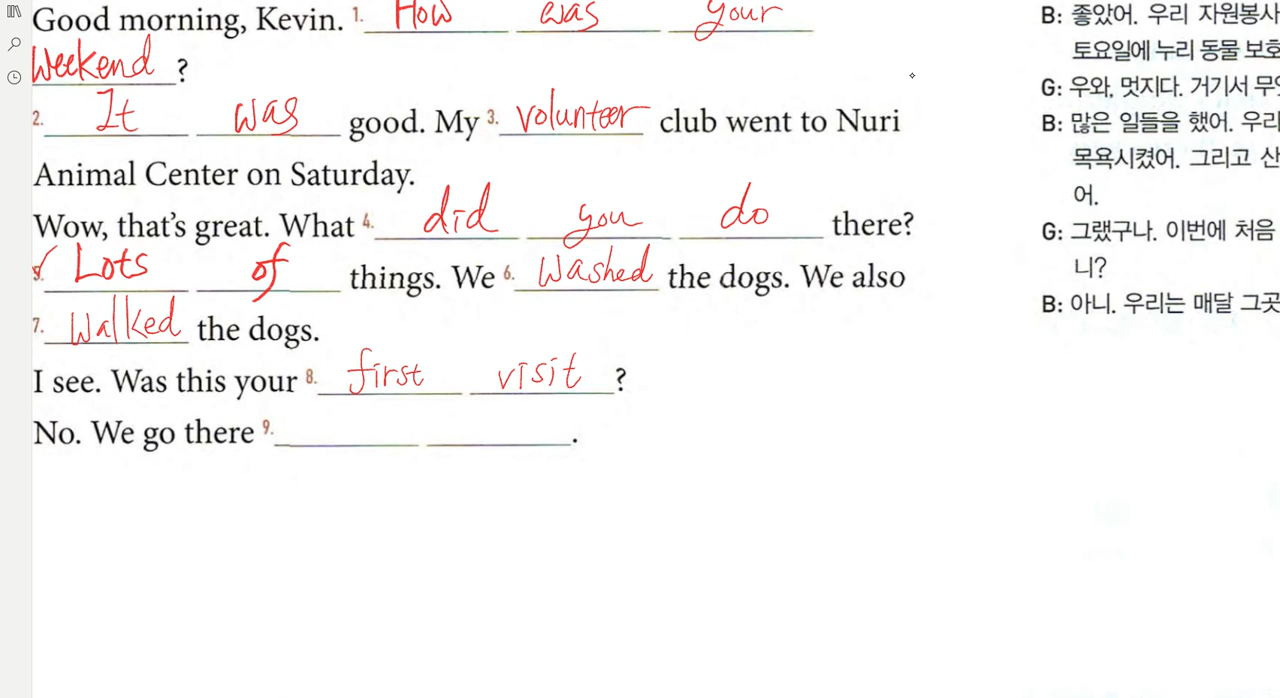 Good morning, Kevin. 1. How was your
Weekend ?
2. It was good. My 3. volunteer club went to Nuri
Animal Center on Saturday.
Wow, that's great. What 4. did you do there?
Lots of things. We 6. washed the dogs. We also
7. Walked the dogs.
I see. Was this your 8. first visit ?
No. We go there 9.
B: 좋았어. 우리 자원봉사
토요일에 누리 동물 보호
G: 우와, 멋지다. 거기서 무엇
B: 많은 일들을 했어. 우리
목욕시켰어. 그리고 산
어.
G: 그랬구나. 이번에 처음
니?
B: 아니. 우리는 매달 그곳